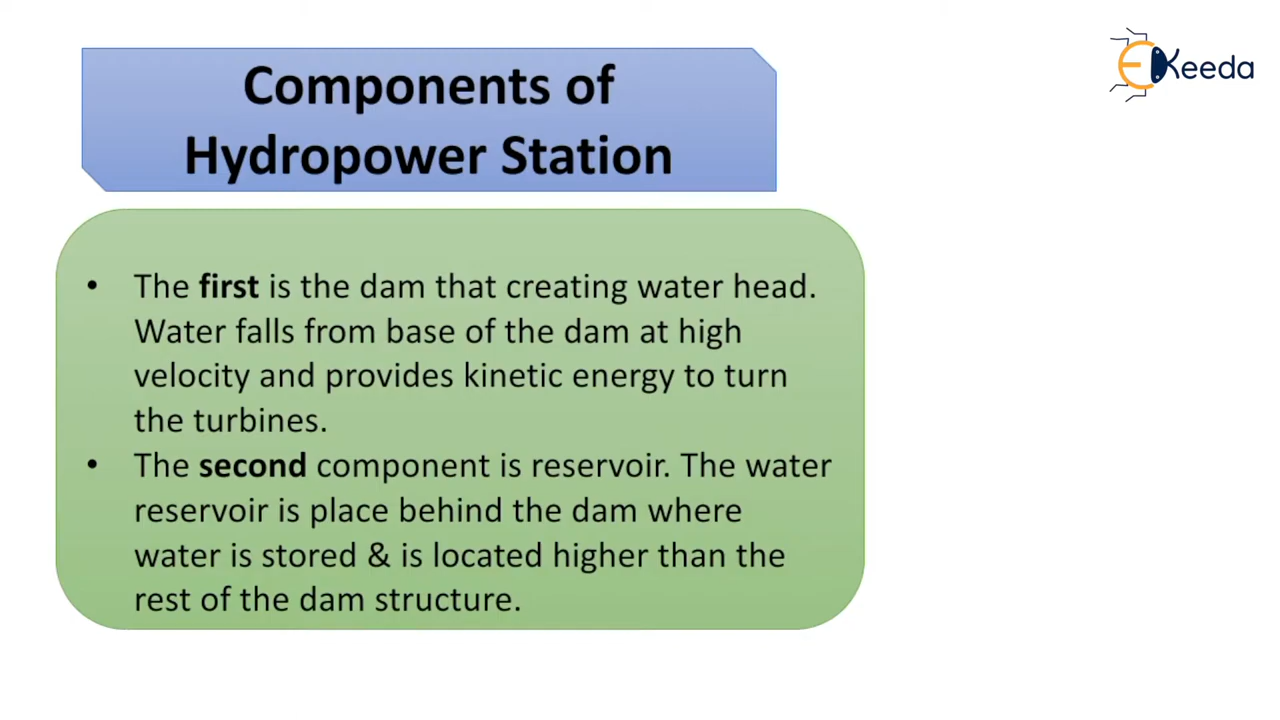 Components of
Hydropower Station
EKeeda
• The first is the dam that creating water head.
Water falls from base of the dam at high
velocity and provides kinetic energy to turn
the turbines.
• The second component is reservoir. The water
reservoir is place behind the dam where
water is stored & is located higher than the
rest of the dam structure.